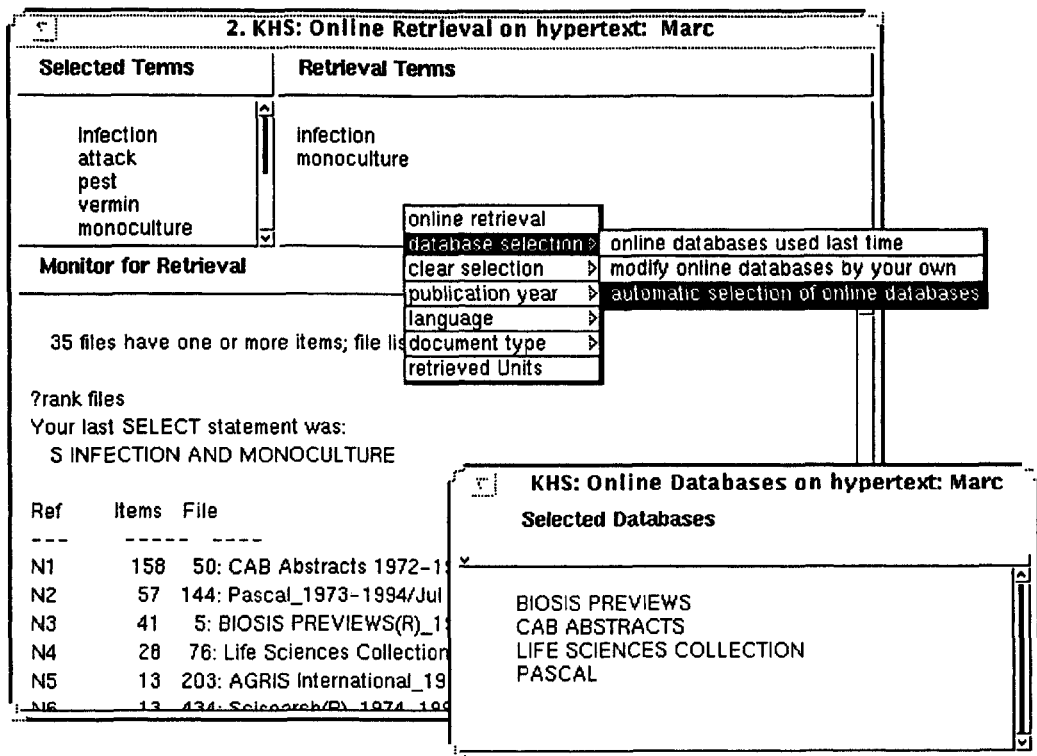 2. KHS: Online Retrieval on hypertext: Marc
Selected Terms
Retrieval Terms
infection
attack
pest
vermin
monoculture
infection
monoculture
online retrieval
database selection
clear selection
publication year
language
document type
retrieved Units
online databases used last time
modify online databases by your own
automatic selection of online databases
Monitor for Retrieval
35 files have one or more items; file lis
?rank files
Your last SELECT statement was:
S INFECTION AND MONOCULTURE
Ref Items File
--- ----- ----
N1 158 50: CAB Abstracts 1972-1
N2 57 144: Pascal_1973-1994/Jul
N3 41 5: BIOSIS PREVIEWS(R)_1
N4 28 76: Life Sciences Collection
N5 13 203: AGRIS International_19
N6 13 434: Scisearch(R)_1974_199
KHS: Online Databases on hypertext: Marc
Selected Databases
BIOSIS PREVIEWS
CAB ABSTRACTS
LIFE SCIENCES COLLECTION
PASCAL